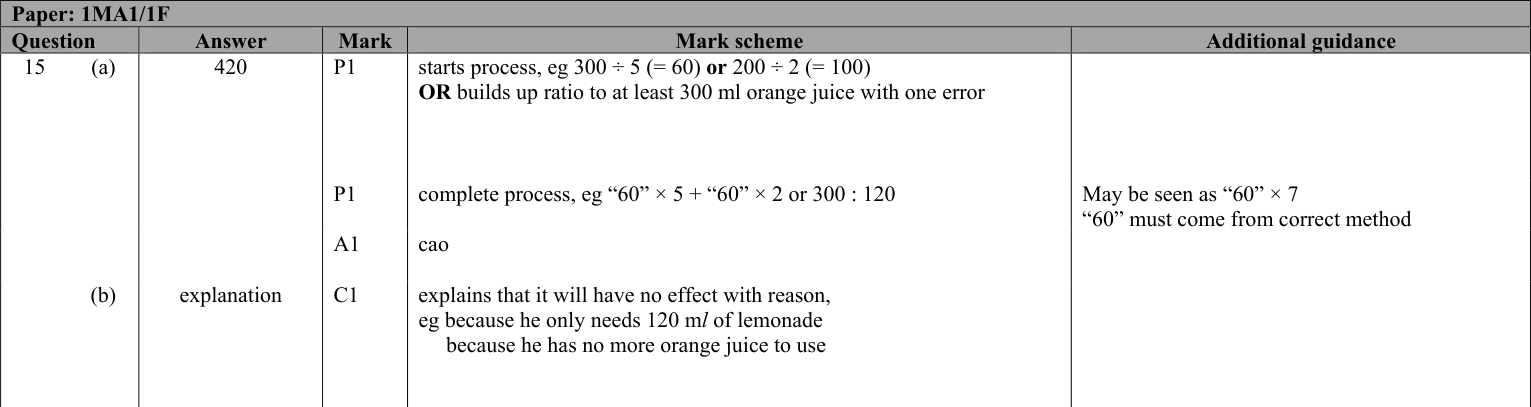 Paper: 1MA1/1F
Question Answer Mark Mark scheme Additional guidance
15 (a) 420 P1 starts process, eg 300 ÷ 5 (= 60) or 200 ÷ 2 (= 100)
OR builds up ratio to at least 300 ml orange juice with one error
P1 complete process, eg “60” × 5 + “60” × 2 or 300 : 120 May be seen as “60” × 7
“60” must come from correct method
A1 cao
(b) explanation C1 explains that it will have no effect with reason,
eg because he only needs 120 ml of lemonade
because he has no more orange juice to use